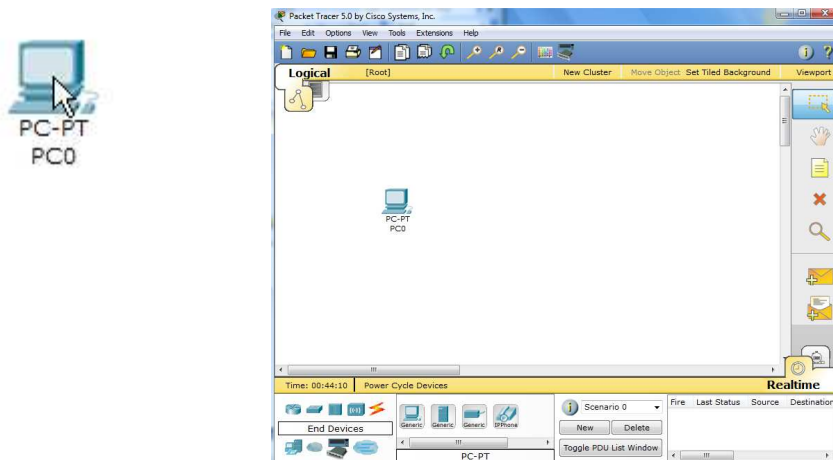 PC-PT
PC0
Packet Tracer 5.0 by Cisco Systems, Inc.
File Edit Options View Tools Extensions Help
Logical [Root] New Cluster Move Object Set Tiled Background Viewport
PC-PT
PC0
Time: 00:44:10 Power Cycle Devices Realtime
End Devices
Generic Generic Generic IPPhone
PC-PT
Scenario 0
New Delete
Toggle PDU List Window
Fire Last Status Source Destination